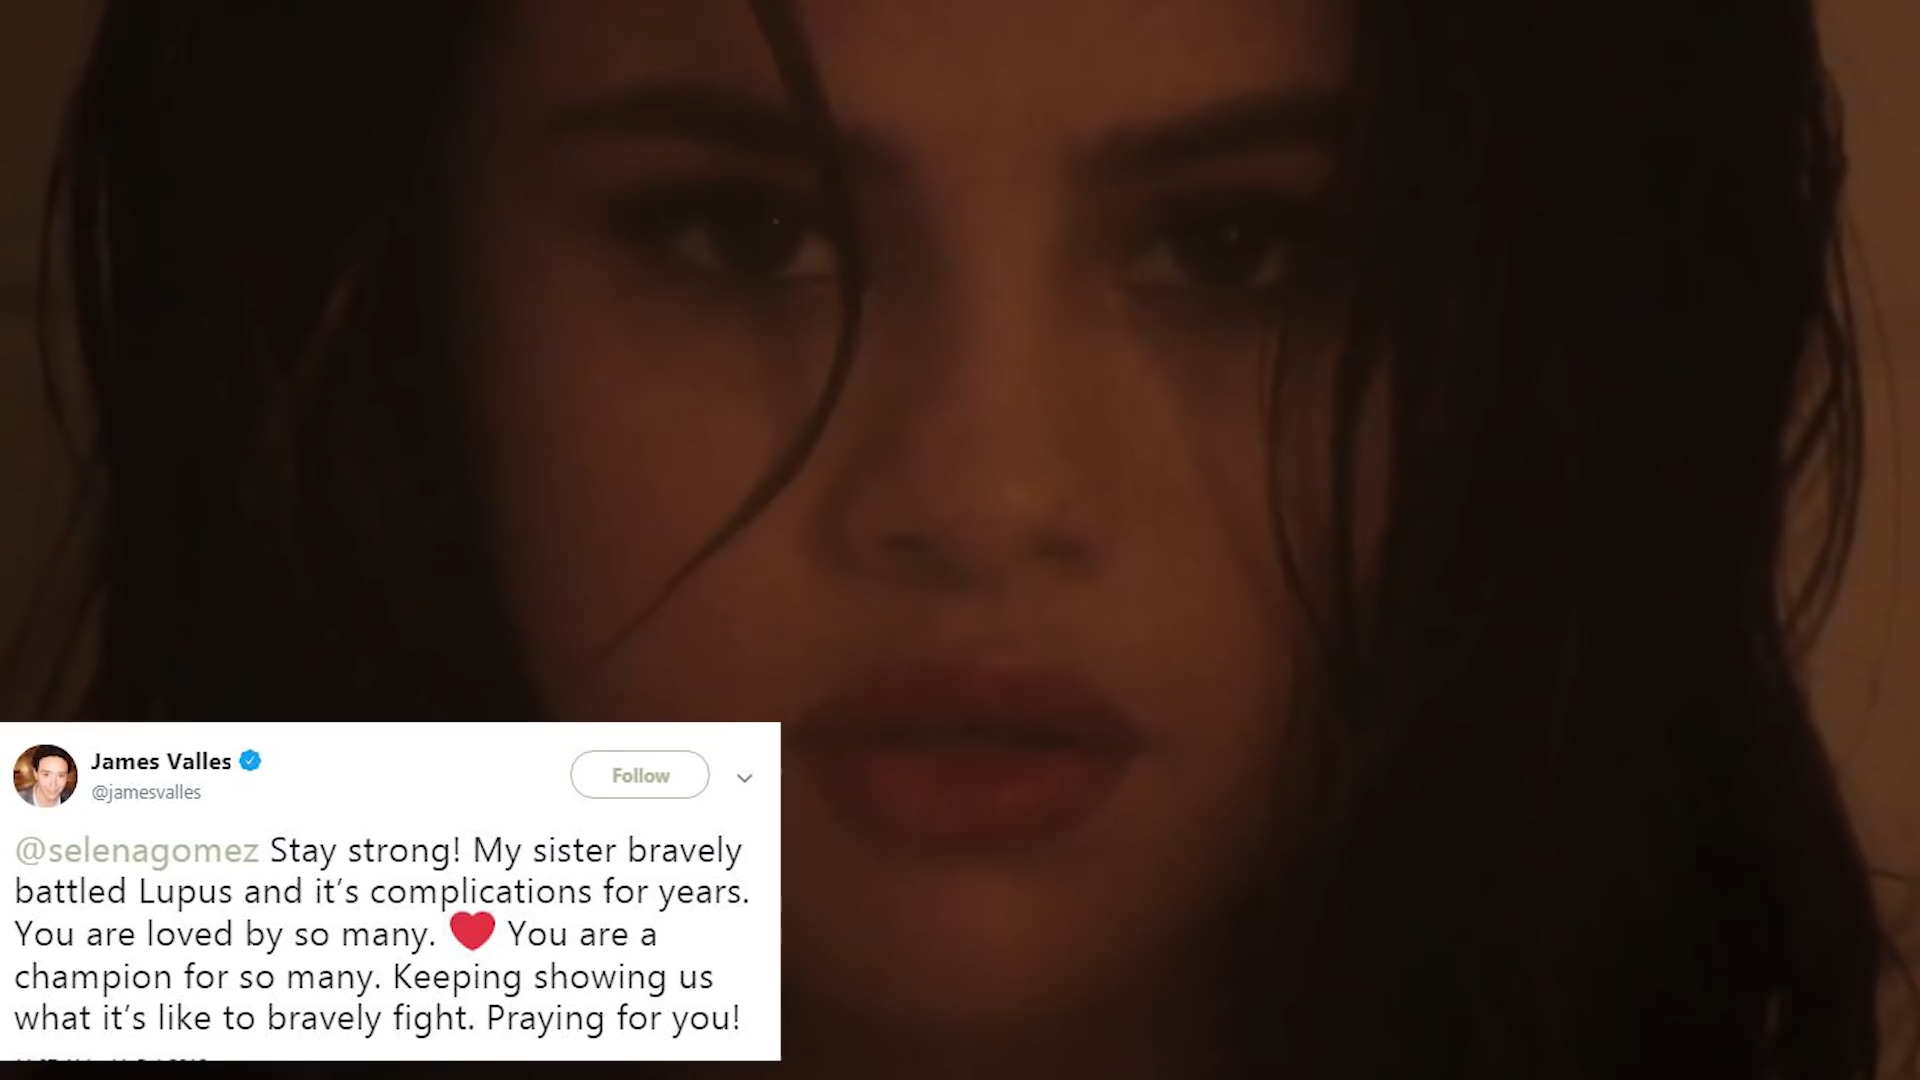 James Valles
@jamesvalles
Follow
@selenagomez Stay strong! My sister bravely
battled Lupus and it's complications for years.
You are loved by so many. ❤️ You are a
champion for so many. Keeping showing us
what it's like to bravely fight. Praying for you!